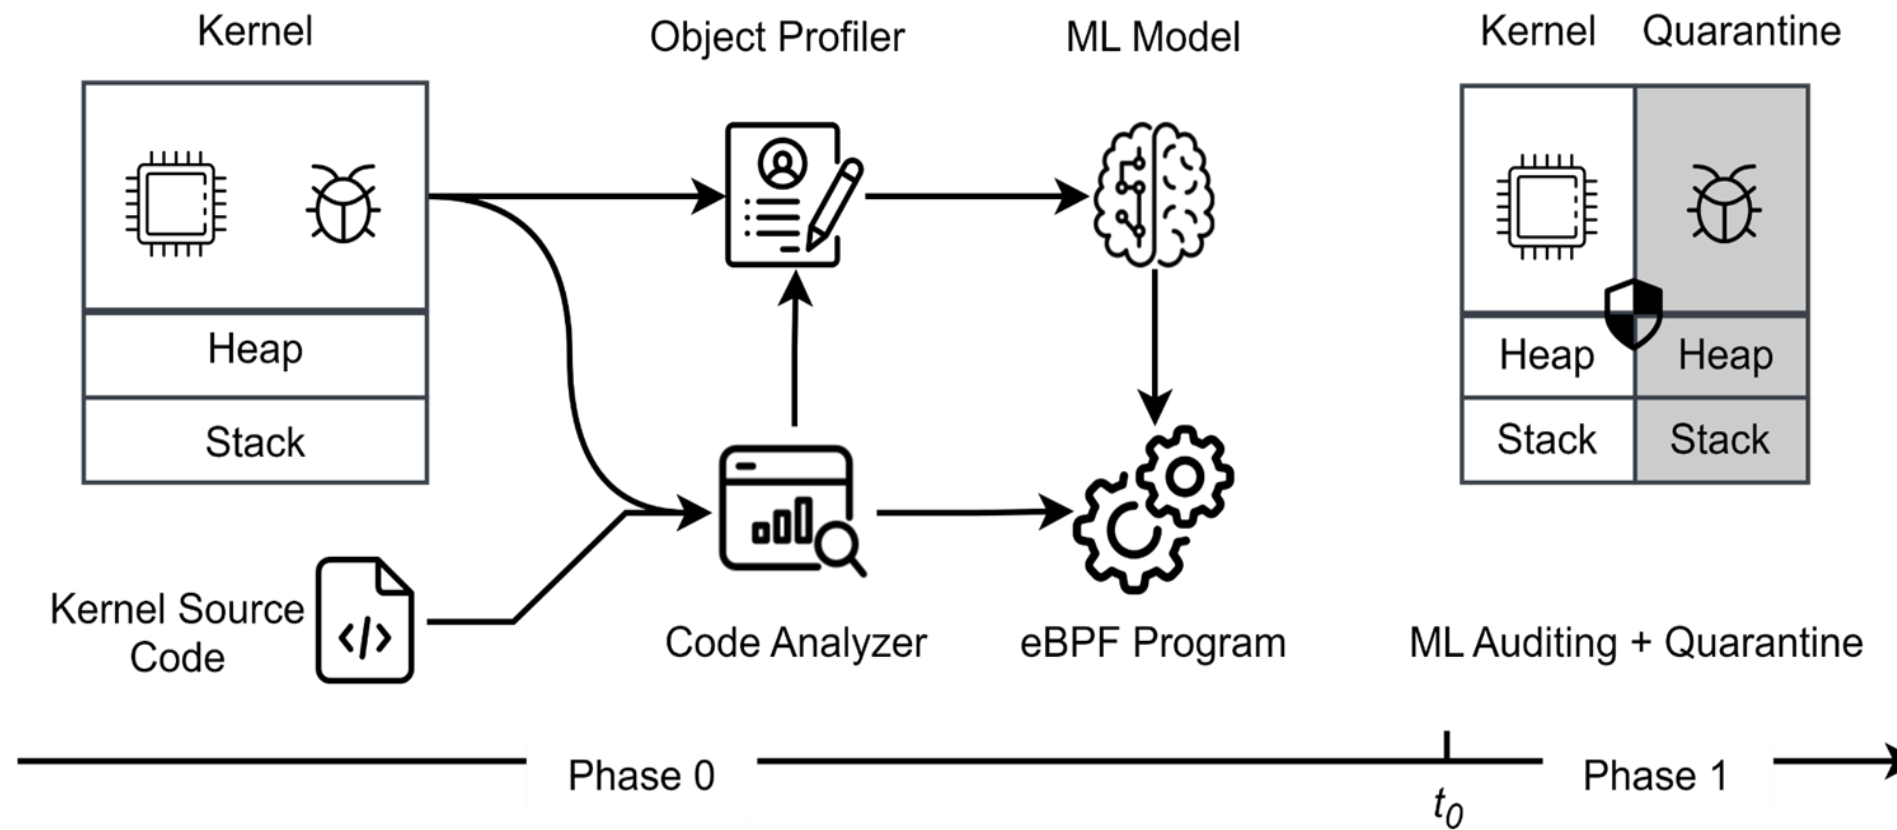 Kernel
Object Profiler
ML Model
Kernel
Quarantine
Heap
Stack
Heap
Heap
Stack
Stack
Kernel Source
Code
</>
Code Analyzer
eBPF Program
ML Auditing + Quarantine
Phase 0
t0
Phase 1